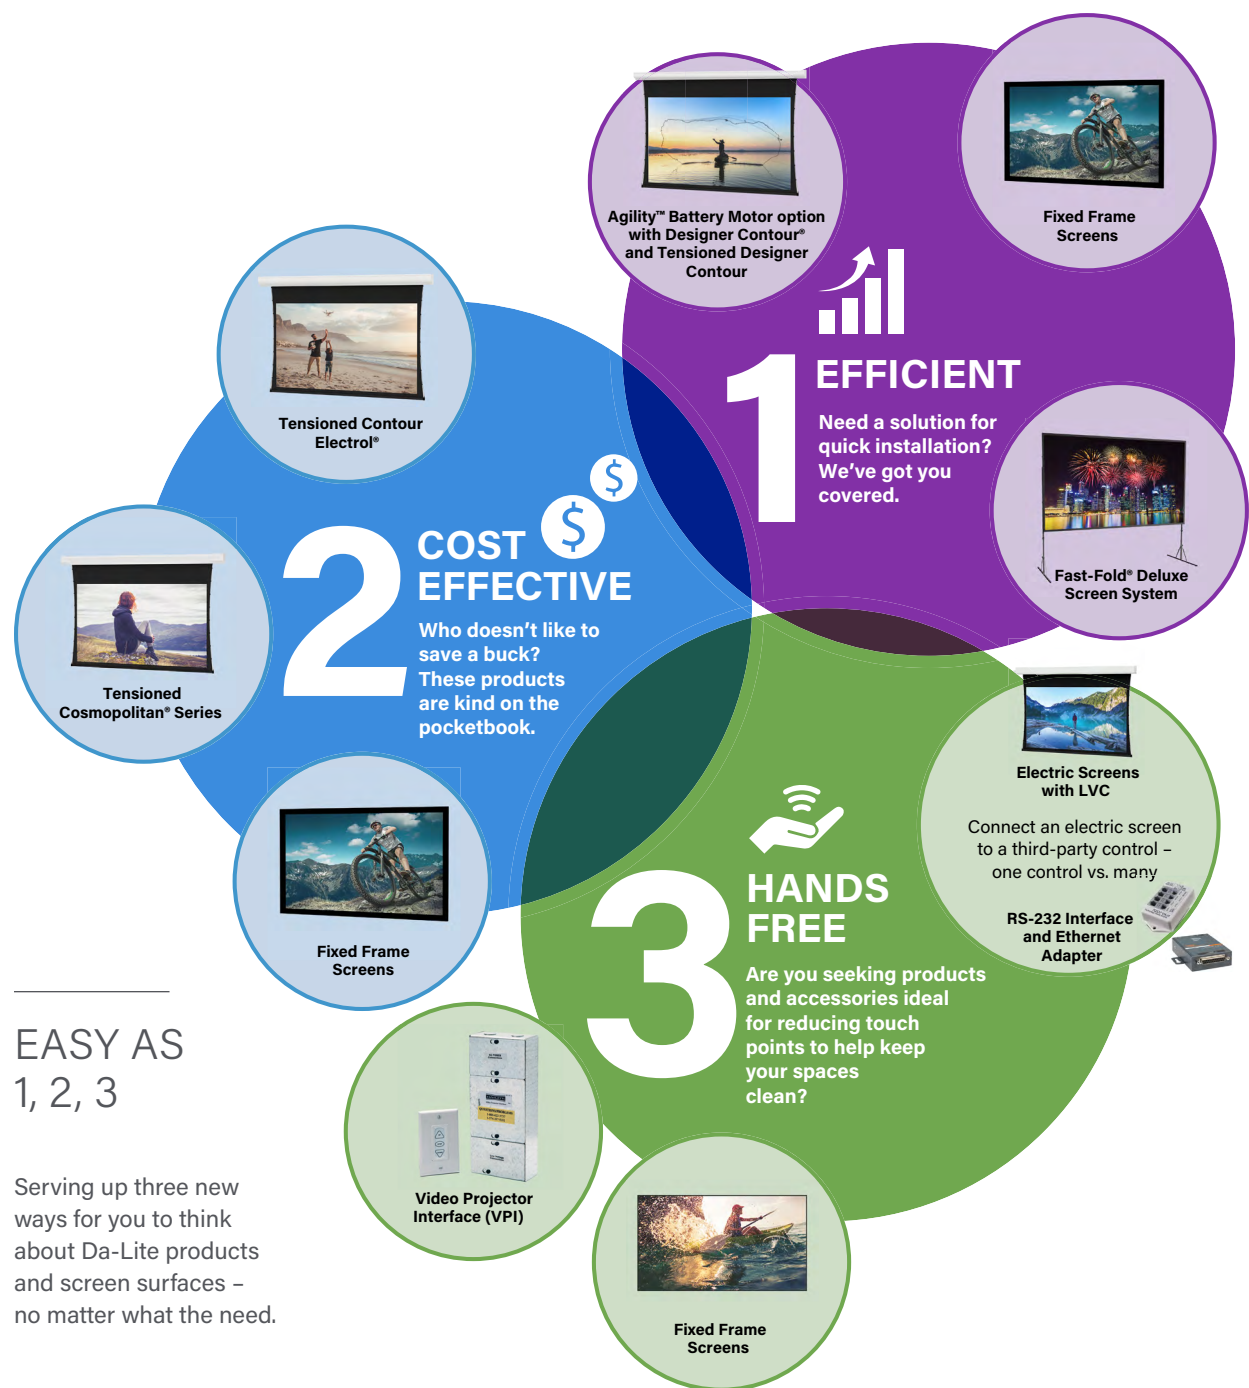 Agility™ Battery Motor option
with Designer Contour®
and Tensioned Designer
Contour
Fixed Frame
Screens
1
EFFICIENT
Need a solution for
quick installation?
We've got you
covered.
Fast-Fold® Deluxe
Screen System
Tensioned Contour
Electrol®
$
$
2
COST
EFFECTIVE
Who doesn't like to
save a buck?
These products
are kind on the
pocketbook.
Tensioned
Cosmopolitan® Series
Fixed Frame
Screens
Electric Screens
with LVC
Connect an electric screen
to a third-party control –
one control vs. many
RS-232 Interface
and Ethernet
Adapter
3
HANDS
FREE
Are you seeking products
and accessories ideal
for reducing touch
points to help keep
your spaces
clean?
Video Projector
Interface (VPI)
Fixed Frame
Screens
EASY AS
1, 2, 3
Serving up three new
ways for you to think
about Da-Lite products
and screen surfaces –
no matter what the need.